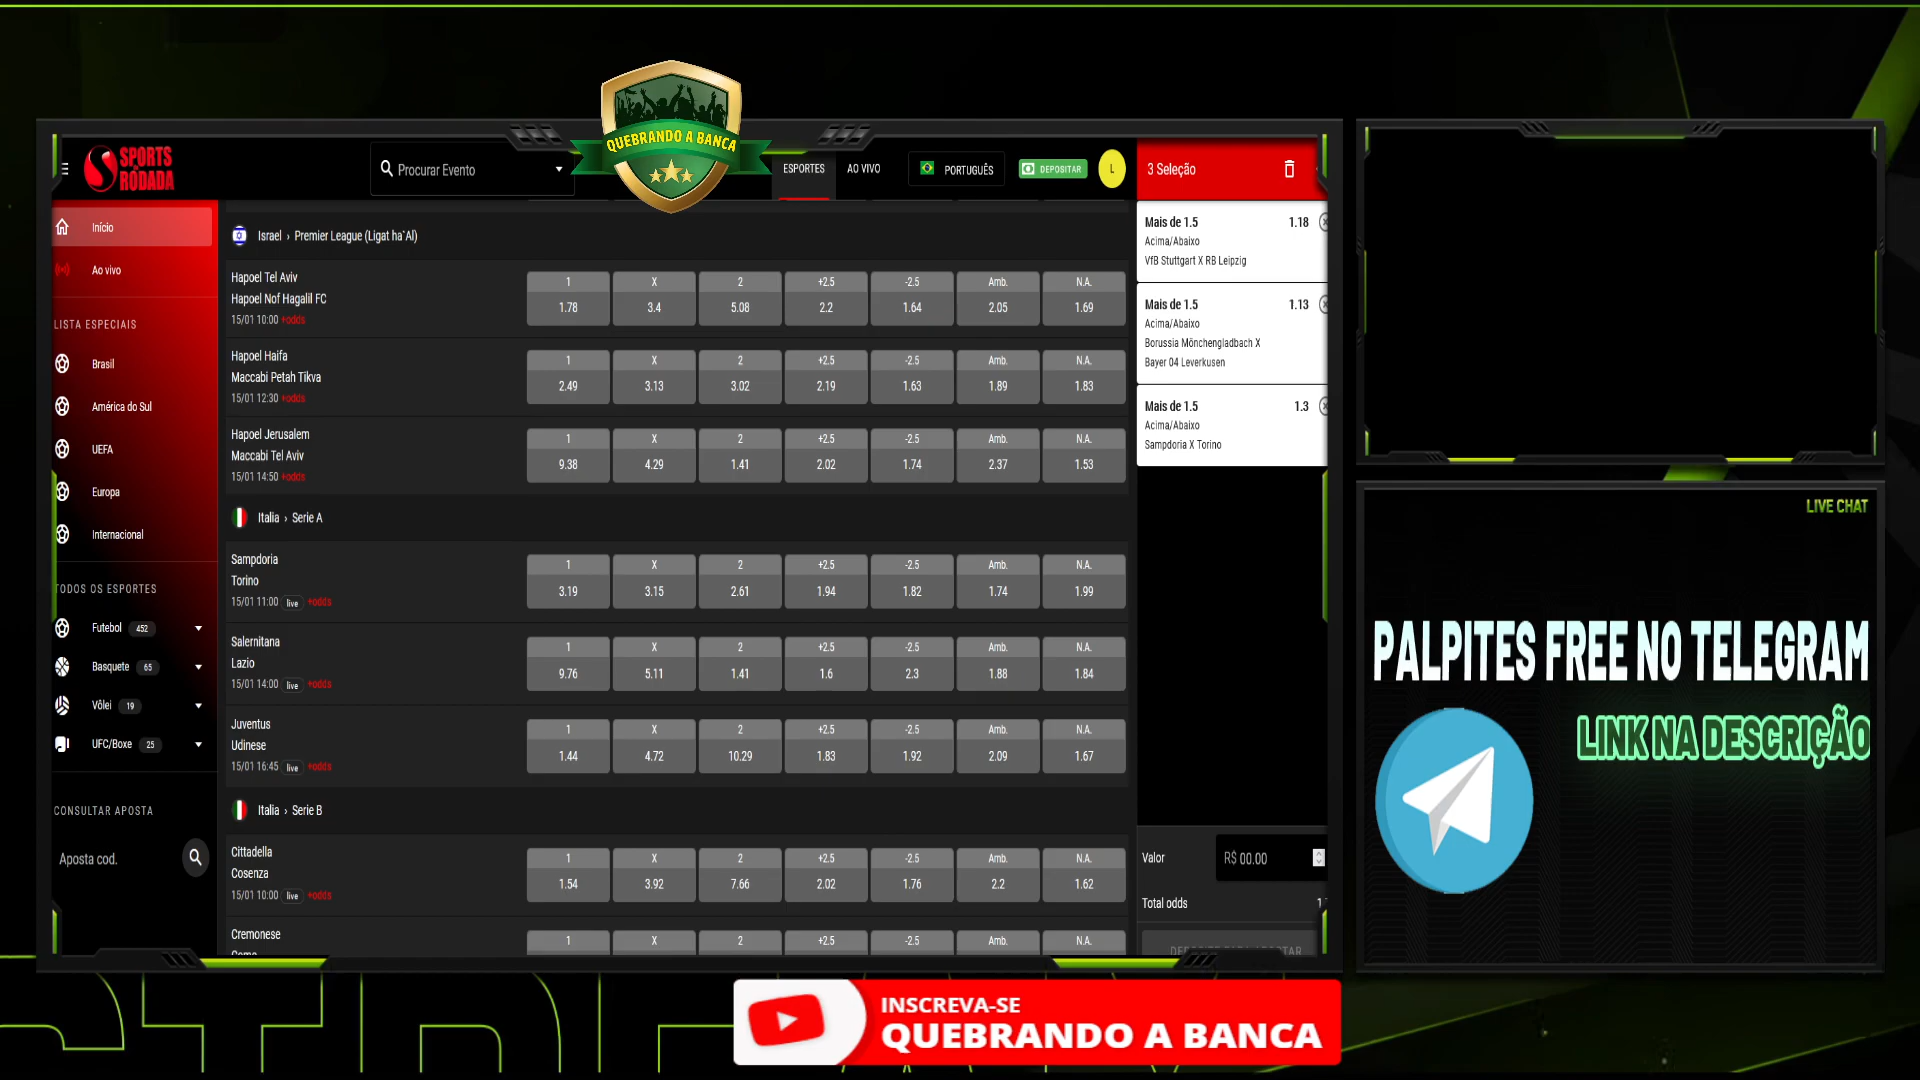 QUEBRANDO A BANCA
SPORTS
RODADA
Procurar Evento
ESPORTES
AO VIVO
PORTUGUÊS
DEPOSITAR
L
3 Seleção
Início
Ao vivo
LISTA ESPECIAIS
Brasil
América do Sul
UEFA
Europa
Internacional
TODOS OS ESPORTES
Futebol 452
Basquete 65
Vôlei 19
UFC/Boxe 25
CONSULTAR APOSTA
Aposta cod.
Israel › Premier League (Ligat ha`Al)
Hapoel Tel Aviv
Hapoel Nof Hagalil FC
15/01 10:00 +odds
1 X 2 +2.5 -2.5 Amb. N.A.
1.78 3.4 5.08 2.2 1.64 2.05 1.69
Hapoel Haifa
Maccabi Petah Tikva
15/01 12:30 +odds
1 X 2 +2.5 -2.5 Amb. N.A.
2.49 3.13 3.02 2.19 1.63 1.89 1.83
Hapoel Jerusalem
Maccabi Tel Aviv
15/01 14:50 +odds
1 X 2 +2.5 -2.5 Amb. N.A.
9.38 4.29 1.41 2.02 1.74 2.37 1.53
Italia › Serie A
Sampdoria
Torino
15/01 11:00 live +odds
1 X 2 +2.5 -2.5 Amb. N.A.
3.19 3.15 2.61 1.94 1.82 1.74 1.99
Salernitana
Lazio
15/01 14:00 live +odds
1 X 2 +2.5 -2.5 Amb. N.A.
9.76 5.11 1.41 1.6 2.3 1.88 1.84
Juventus
Udinese
15/01 16:45 live +odds
1 X 2 +2.5 -2.5 Amb. N.A.
1.44 4.72 10.29 1.83 1.92 2.09 1.67
Italia › Serie B
Cittadella
Cosenza
15/01 10:00 live +odds
1 X 2 +2.5 -2.5 Amb. N.A.
1.54 3.92 7.66 2.02 1.76 2.2 1.62
Cremonese
1 X 2 +2.5 -2.5 Amb. N.A.
Mais de 1.5 1.18
Acima/Abaixo
VfB Stuttgart X RB Leipzig
Mais de 1.5 1.13
Acima/Abaixo
Borussia Mönchengladbach X
Bayer 04 Leverkusen
Mais de 1.5 1.3
Acima/Abaixo
Sampdoria X Torino
Valor R$ 00.00
Total odds
LIVE CHAT
PALPITES FREE NO TELEGRAM
LINK NA DESCRIÇÃO
INSCREVA-SE
QUEBRANDO A BANCA